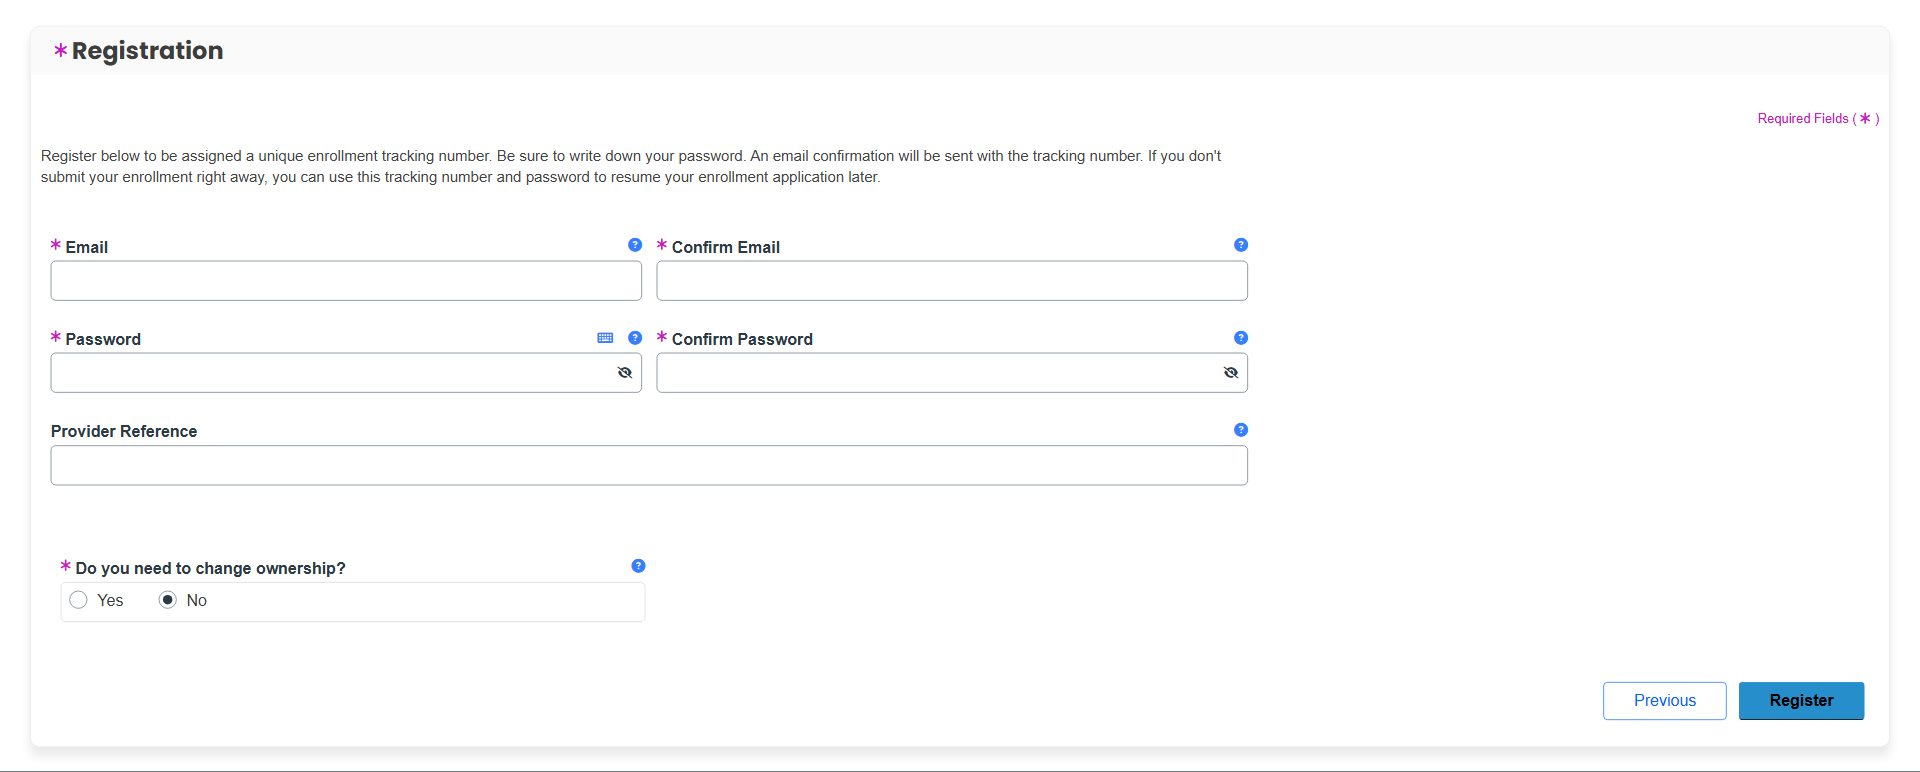 * Registration
Required Fields ( * )
Register below to be assigned a unique enrollment tracking number. Be sure to write down your password. An email confirmation will be sent with the tracking number. If you don't
submit your enrollment right away, you can use this tracking number and password to resume your enrollment application later.
* Email ? * Confirm Email ?
* Password ? * Confirm Password ?
Provider Reference ?
* Do you need to change ownership? ?
Yes No
Previous Register